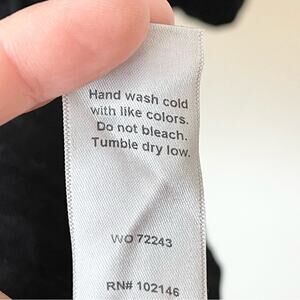 Hand wash cold
with like colors.
Do not bleach.
Tumble dry low.
WO 72243
RN# 102146